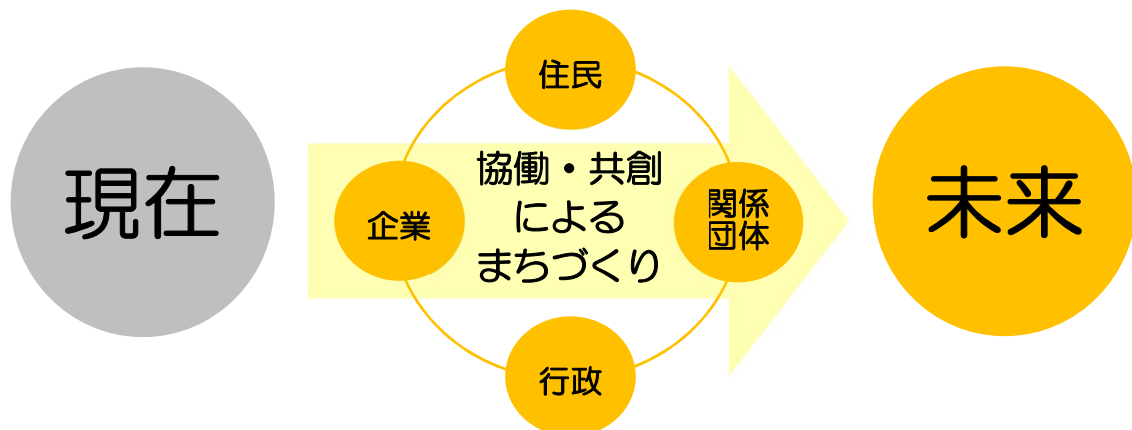 現在
住民
企業
協働・共創
による
まちづくり
関係
団体
行政
未来